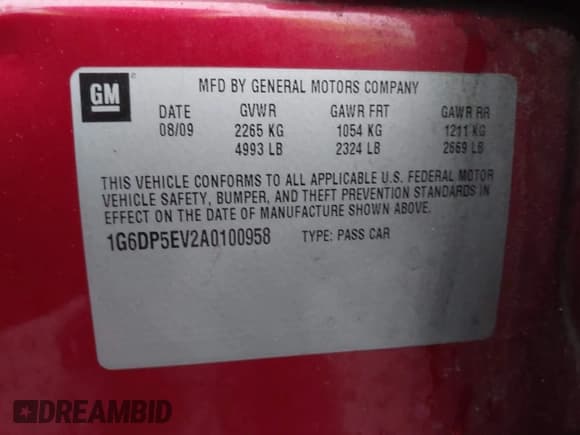 GM
MFD BY GENERAL MOTORS COMPANY
DATE GVWR GAWR FRT GAWR RR
08/09 2265 KG 1054 KG 1211 KG
4993 LB 2324 LB 2669 LB
THIS VEHICLE CONFORMS TO ALL APPLICABLE U.S. FEDERAL MOTOR
VEHICLE SAFETY, BUMPER, AND THEFT PREVENTION STANDARDS IN
EFFECT ON THE DATE OF MANUFACTURE SHOWN ABOVE.
1G6DP5EV2A0100958 TYPE: PASS CAR
DREAMBID